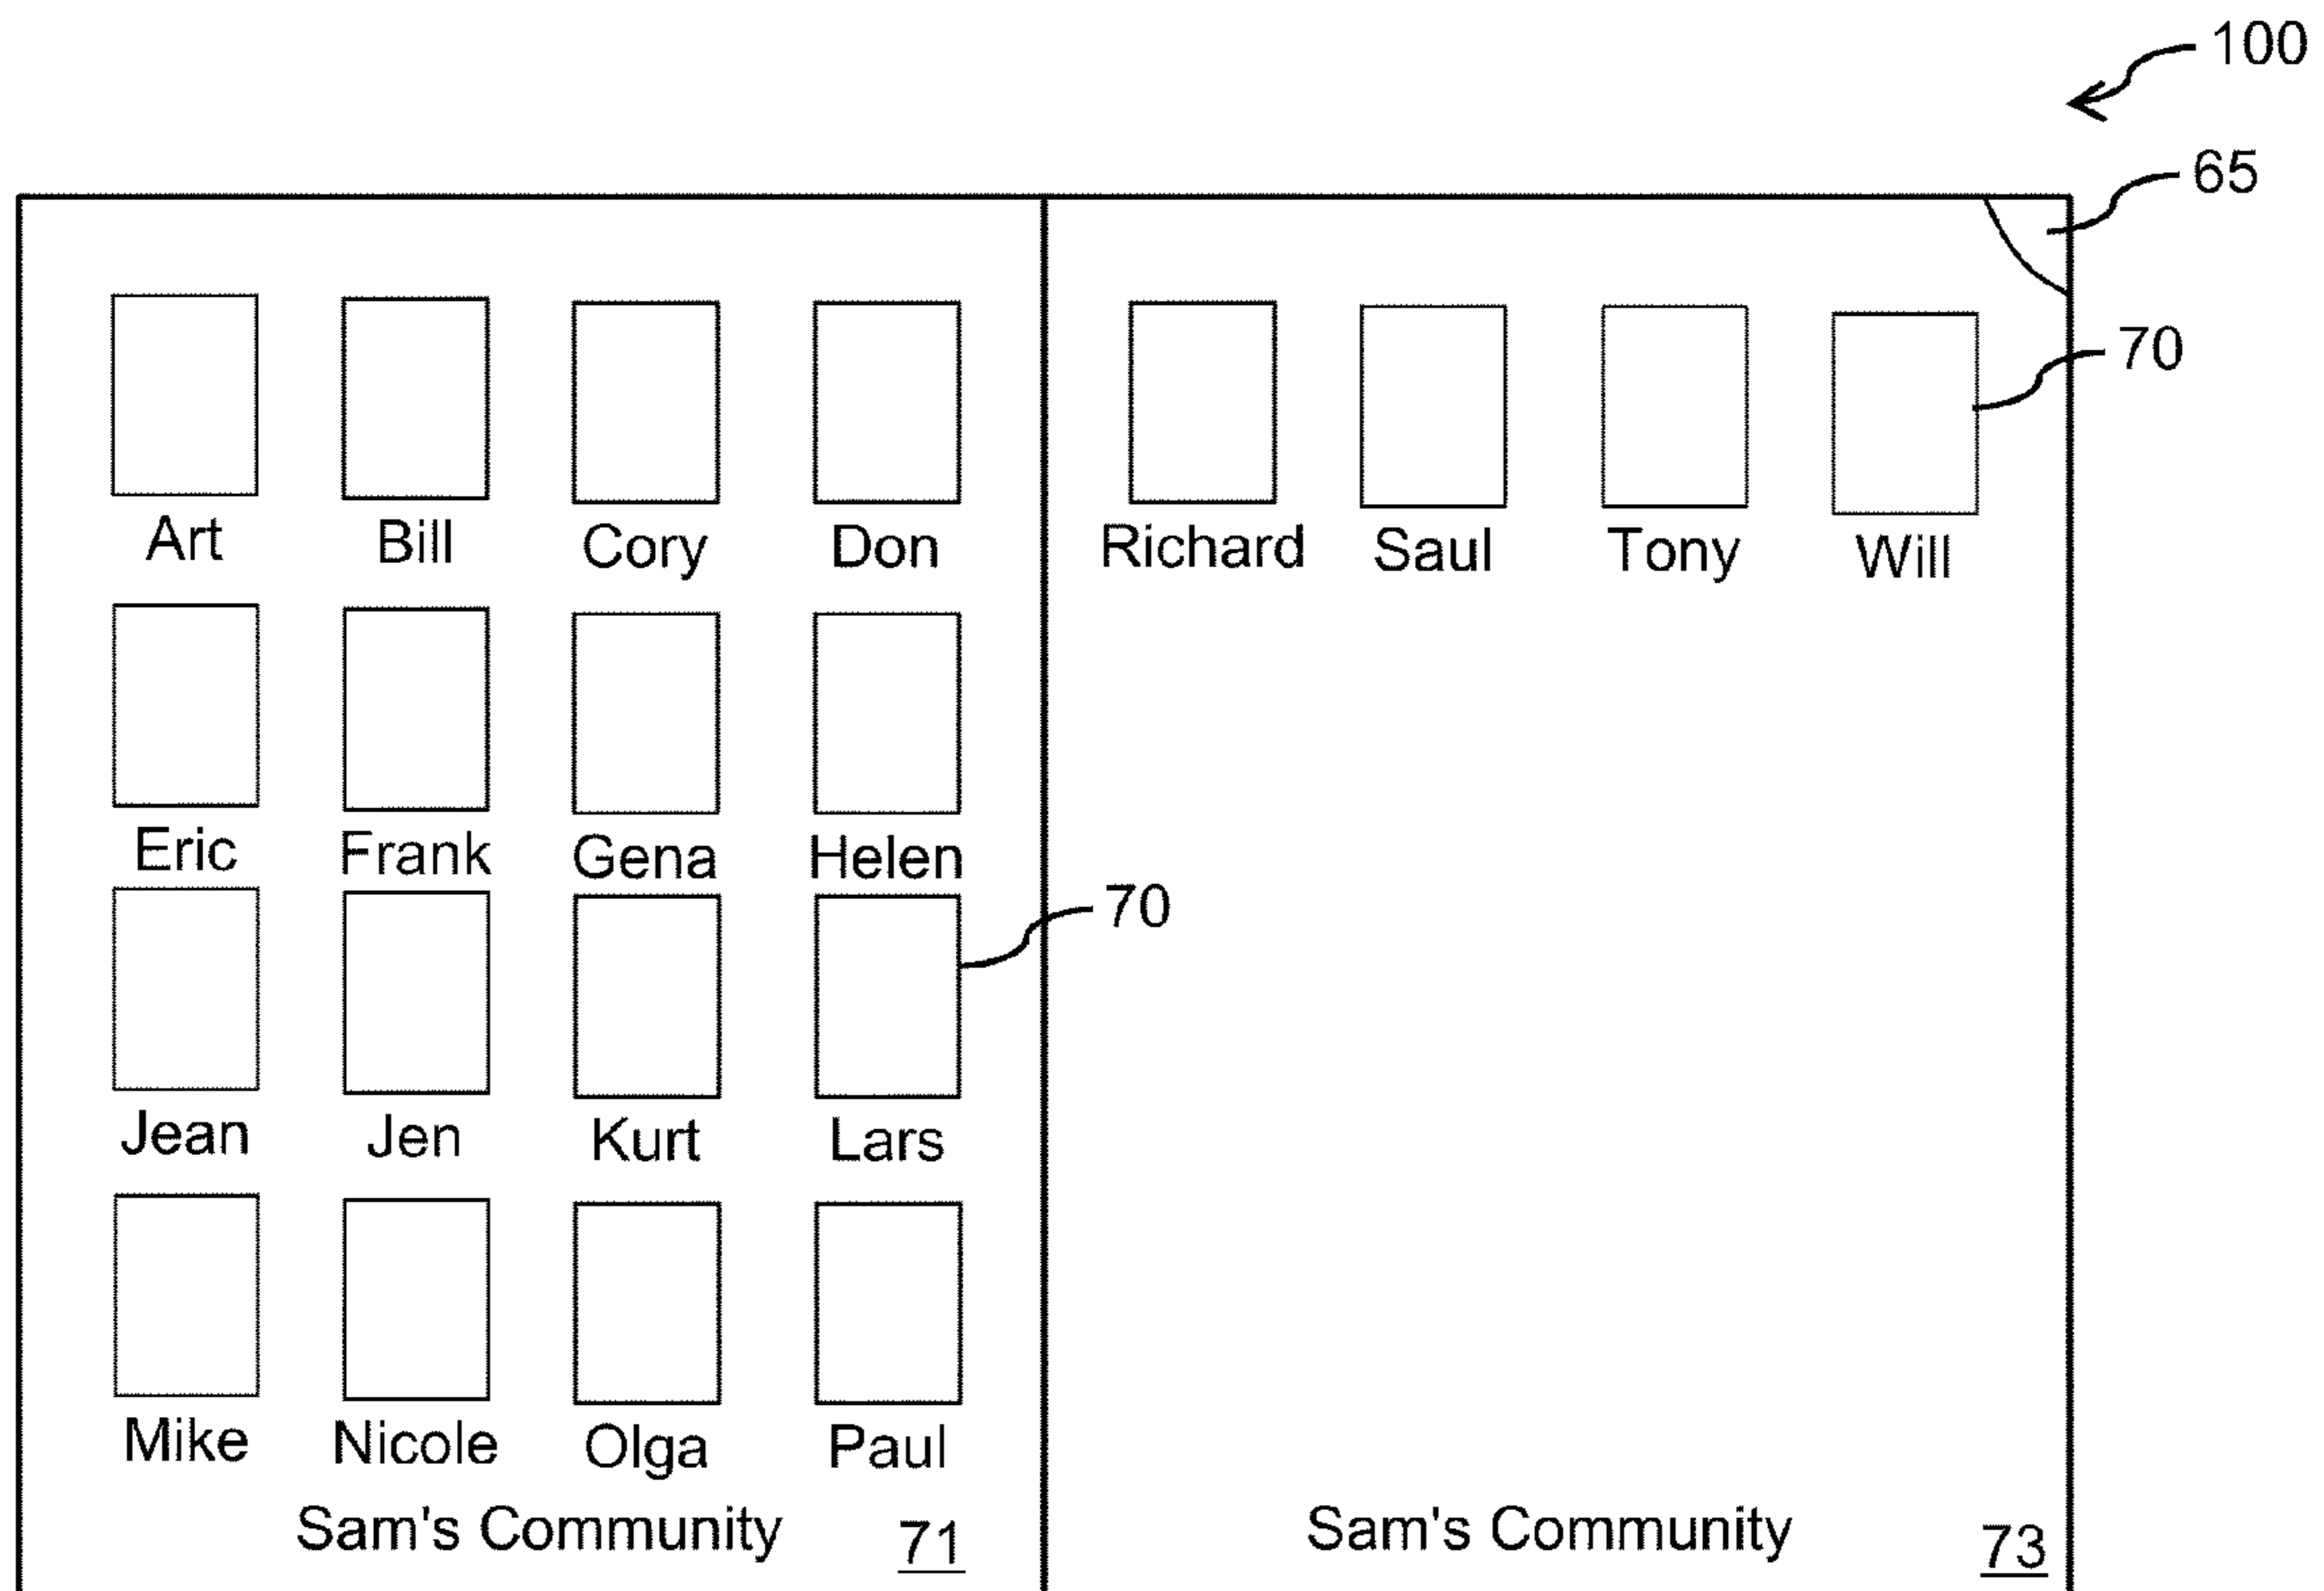 100
65
Art Bill Cory Don Richard Saul Tony Will
70
Eric Frank Gena Helen
70
Jean Jen Kurt Lars
Mike Nicole Olga Paul
Sam's Community 71
Sam's Community 73